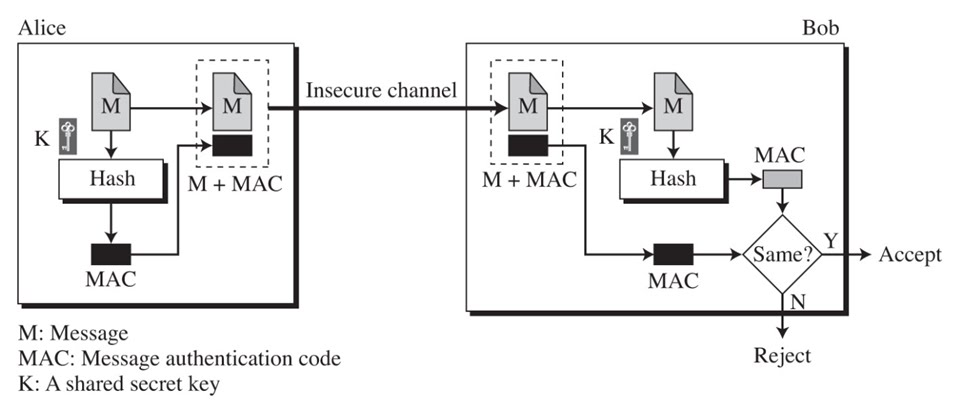 Alice
Bob
M
M
K
Hash
MAC
M + MAC
Insecure channel
M
M
K
Hash
MAC
M + MAC
MAC
Same?
Y
Accept
N
Reject
M: Message
MAC: Message authentication code
K: A shared secret key